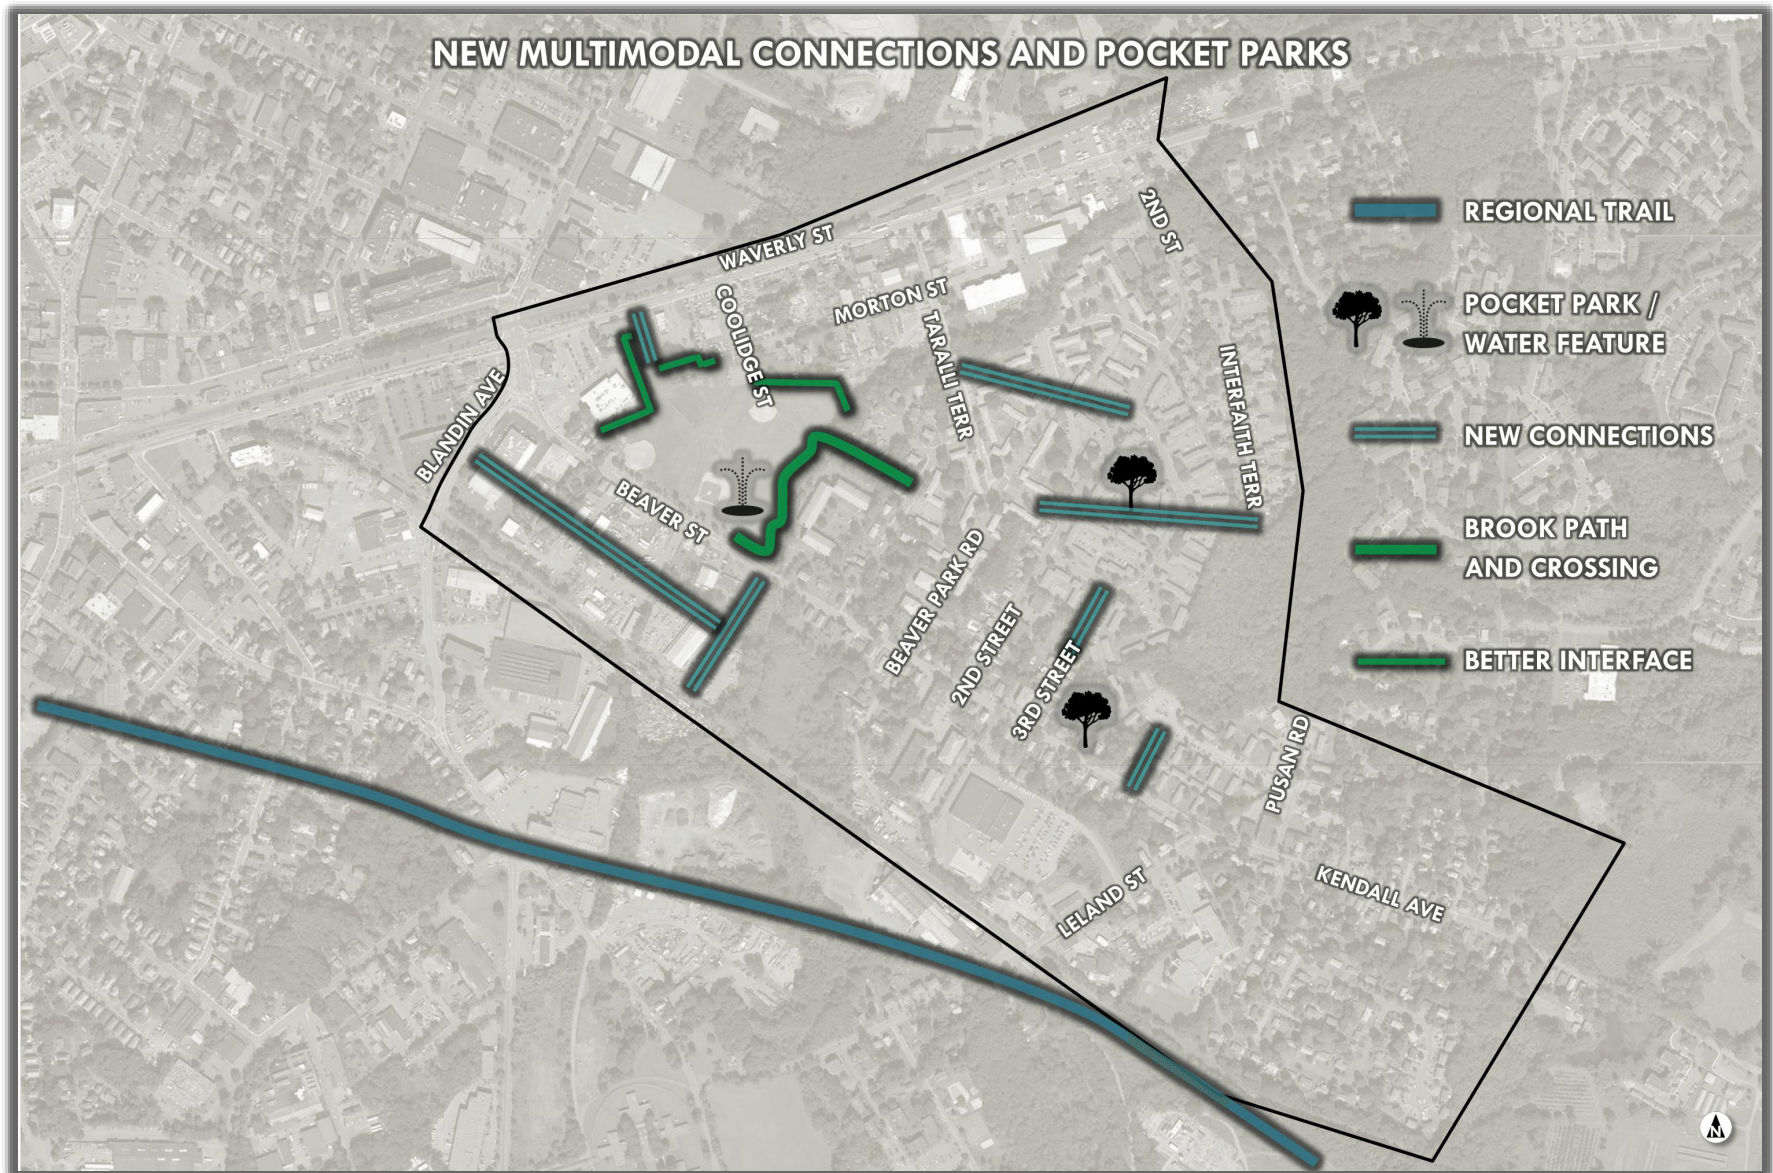 NEW MULTIMODAL CONNECTIONS AND POCKET PARKS
2ND ST
REGIONAL TRAIL
WAVERLY ST
COOLIDGE ST
MORTON ST
TARALLI TERR
INTERFAITH TERR
POCKET PARK /
WATER FEATURE
BLANDIN AVE
NEW CONNECTIONS
BEAVER ST
BROOK PATH
AND CROSSING
BEAVER PARK RD
2ND STREET
3RD STREET
BETTER INTERFACE
PUSAN RD
LELAND ST
KENDALL AVE
N